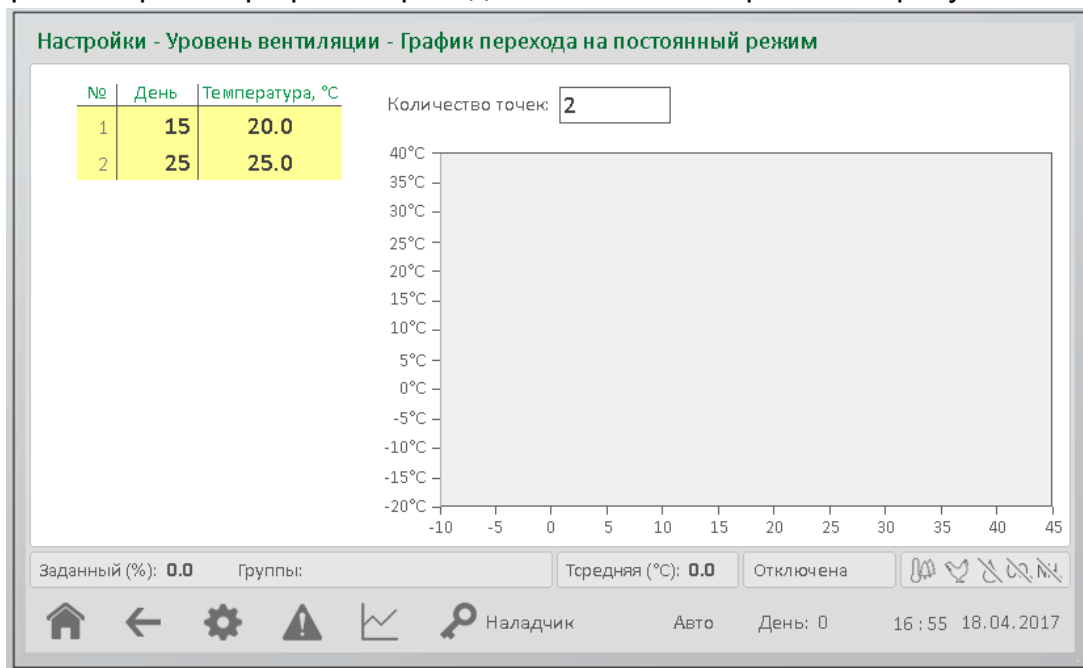 Настройки - Уровень вентиляции - График перехода на постоянный режим
№ День Температура, °C
1 15 20.0
2 25 25.0
Количество точек: 2
40°C
35°C
30°C
25°C
20°C
15°C
10°C
5°C
0°C
-5°C
-10°C
-15°C
-20°C
-10 -5 0 5 10 15 20 25 30 35 40 45
Заданный (%): 0.0 Группы: Tсредняя (°C): 0.0 Отключена
Наладчик Авто День: 0 16:55 18.04.2017